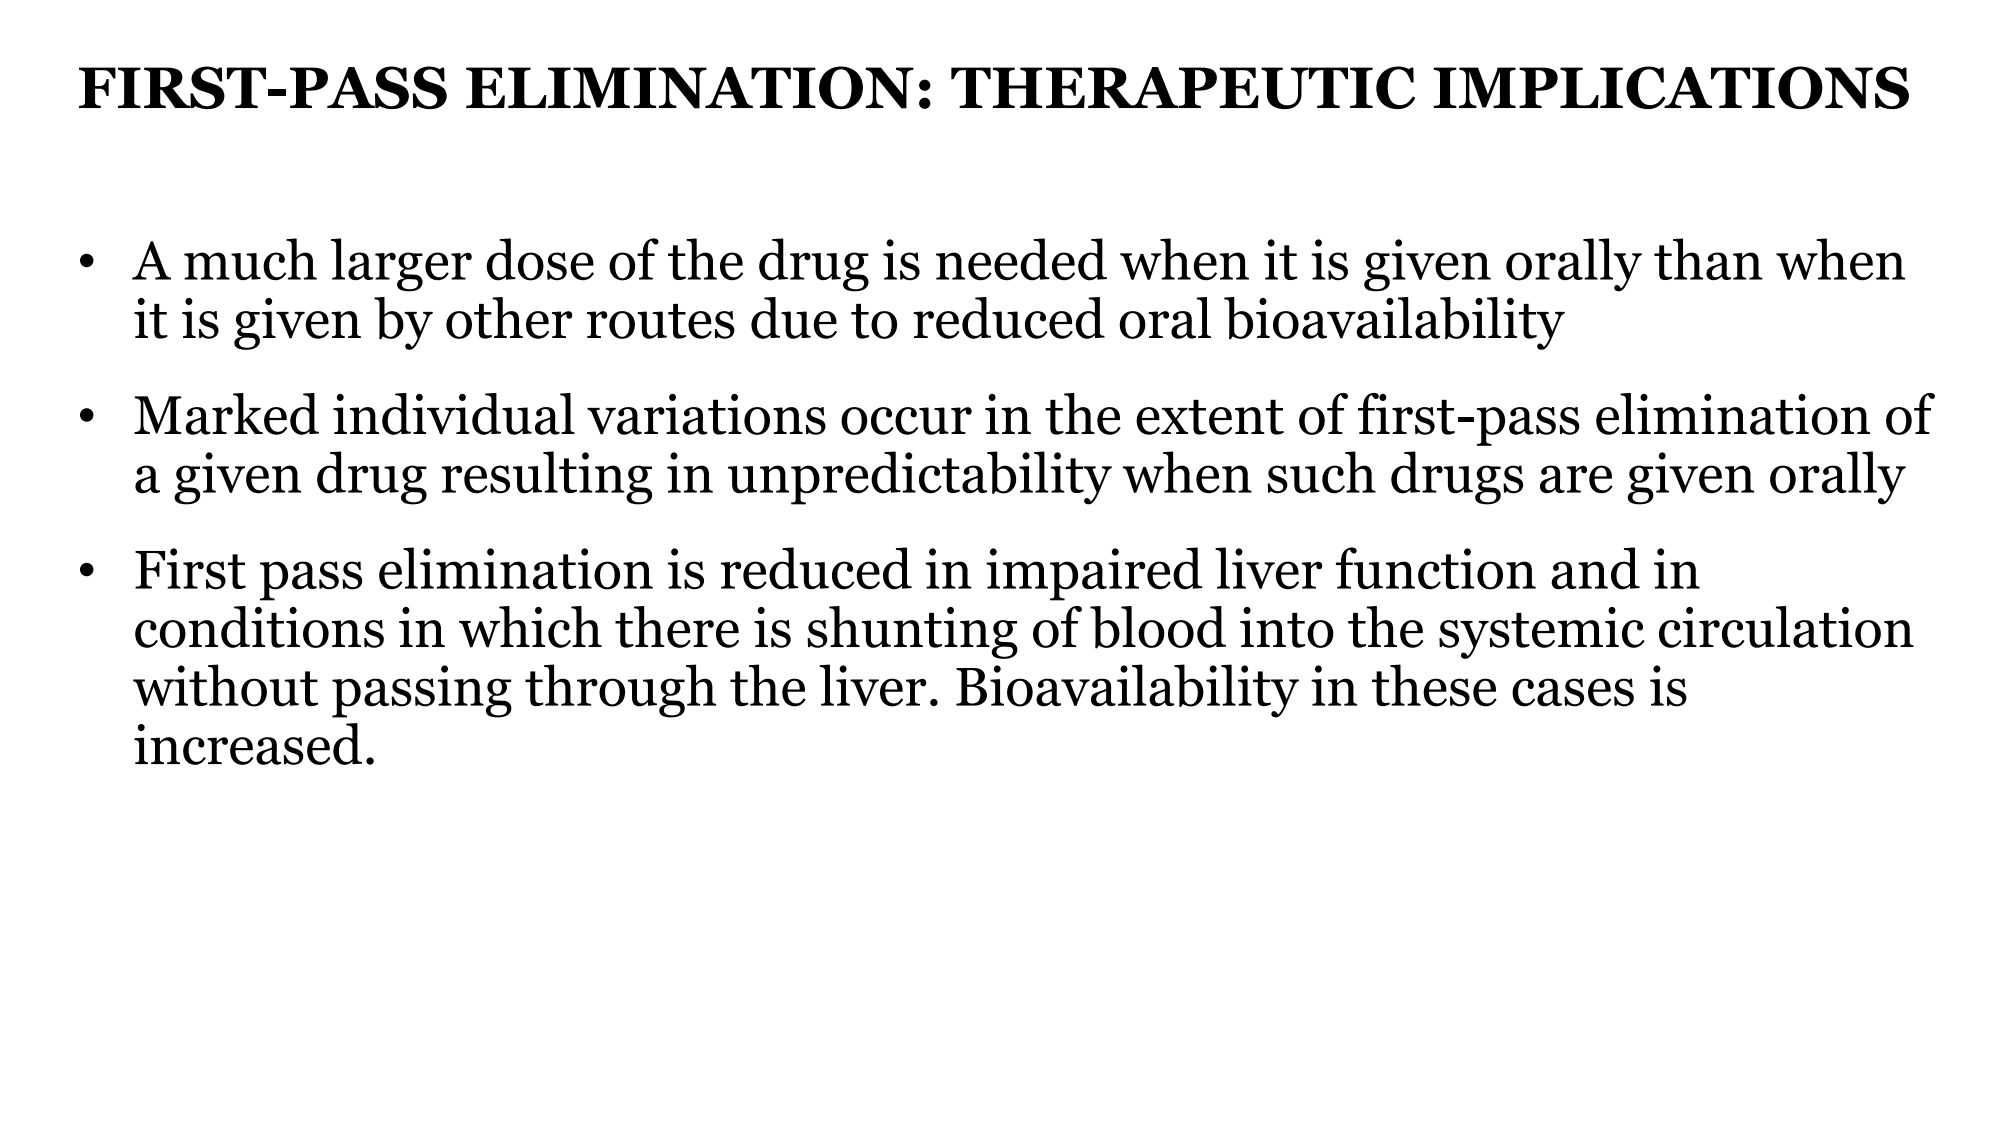 FIRST-PASS ELIMINATION: THERAPEUTIC IMPLICATIONS
• A much larger dose of the drug is needed when it is given orally than when
it is given by other routes due to reduced oral bioavailability
• Marked individual variations occur in the extent of first-pass elimination of
a given drug resulting in unpredictability when such drugs are given orally
• First pass elimination is reduced in impaired liver function and in
conditions in which there is shunting of blood into the systemic circulation
without passing through the liver. Bioavailability in these cases is
increased.